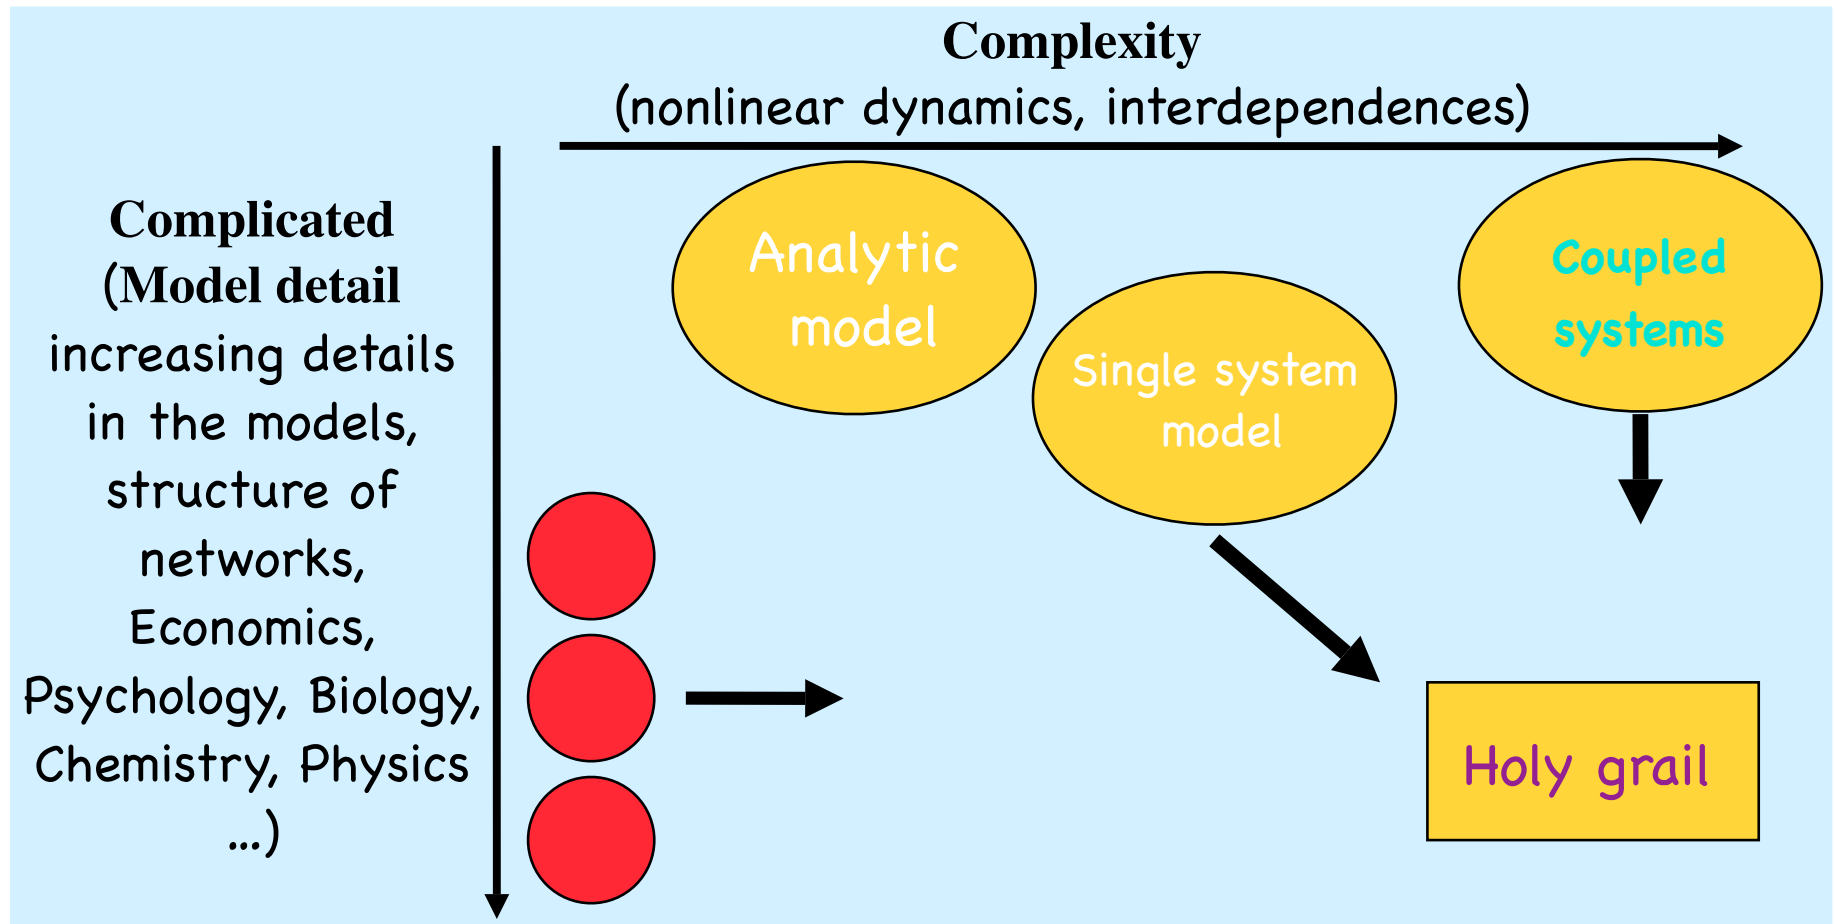 Complexity
(nonlinear dynamics, interdependences)
Complicated
(Model detail
increasing details
in the models,
structure of
networks,
Economics,
Psychology, Biology,
Chemistry, Physics
...)
Analytic
model
Single system
model
Coupled
systems
Holy grail